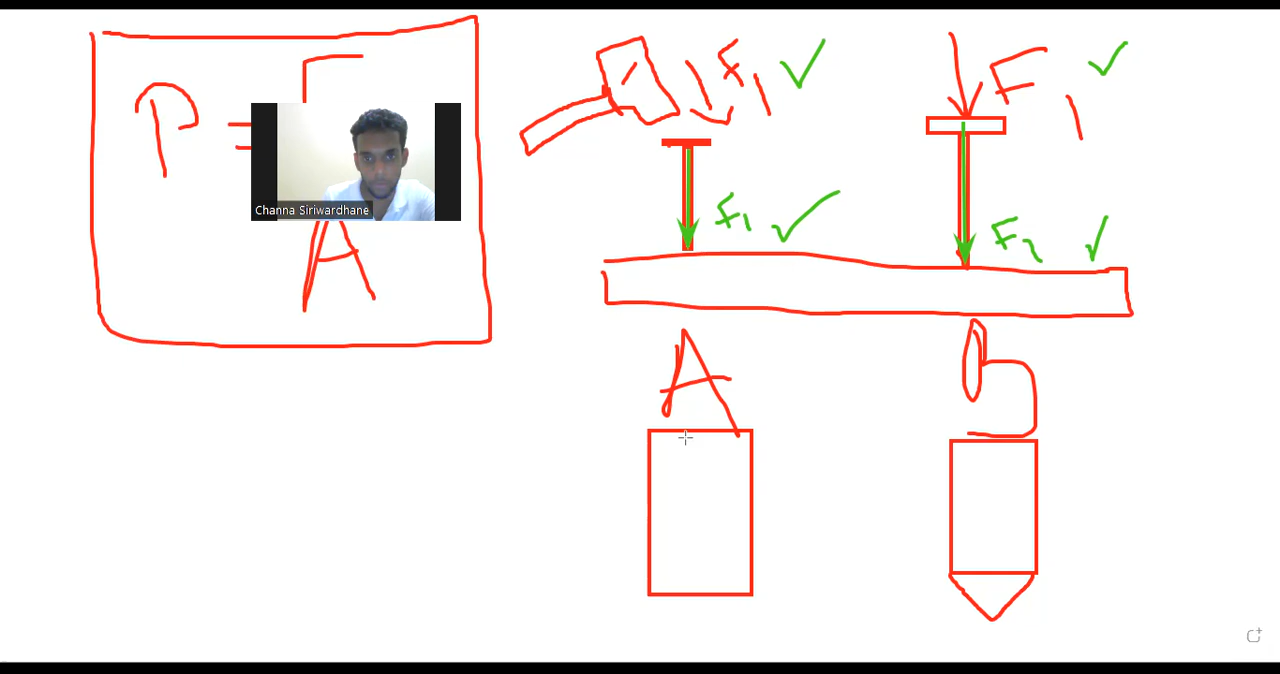 P = F
A
Channa Siriwardhane
F1 ✓
F1 ✓
F1 ✓
F2 ✓
A
b